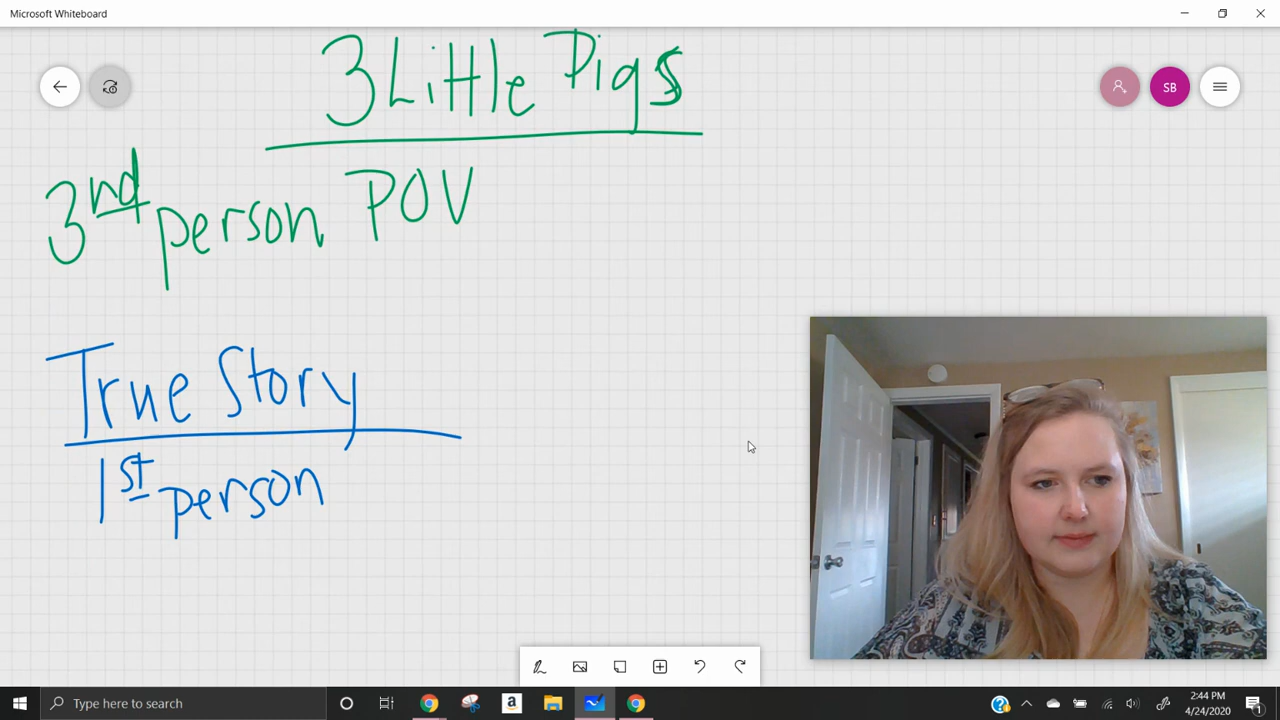 Microsoft Whiteboard
3 Little Pigs
SB
3nd person POV
True Story
1st person
Type here to search
2:44 PM
4/24/2020